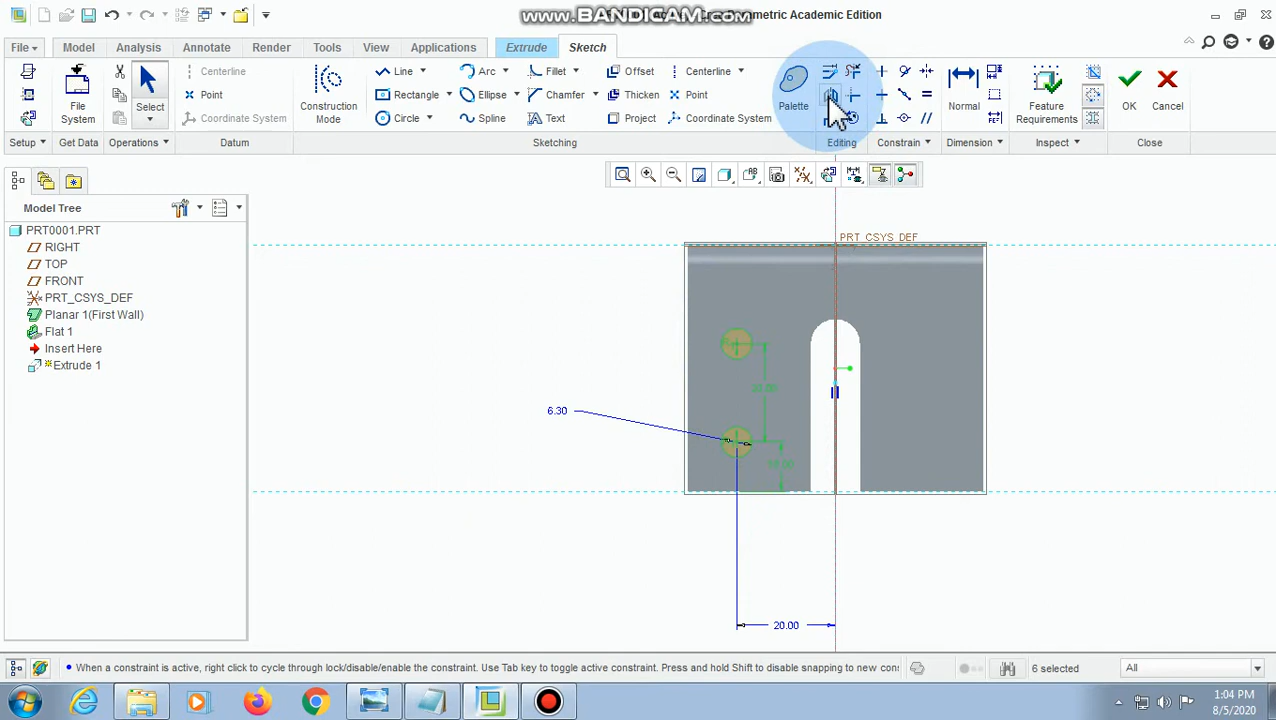 www.BANDICAM.com
Parametric Academic Edition
File
Model
Analysis
Annotate
Render
Tools
View
Applications
Extrude
Sketch
File System
Select
Centerline
Point
Coordinate System
Construction Mode
Line
Rectangle
Circle
Arc
Ellipse
Spline
Fillet
Chamfer
Text
Offset
Thicken
Project
Centerline
Point
Coordinate System
Palette
Normal
Feature Requirements
OK
Cancel
Setup
Get Data
Operations
Datum
Sketching
Editing
Constrain
Dimension
Inspect
Close
Model Tree
PRT0001.PRT
RIGHT
TOP
FRONT
PRT_CSYS_DEF
Planar 1(First Wall)
Flat 1
Insert Here
Extrude 1
PRT_CSYS_DEF
6.30
20.00
When a constraint is active, right click to cycle through lock/disable/enable the constraint. Use Tab key to toggle active constraint. Press and hold Shift to disable snapping to new cons
6 selected
All
1:04 PM
8/5/2020